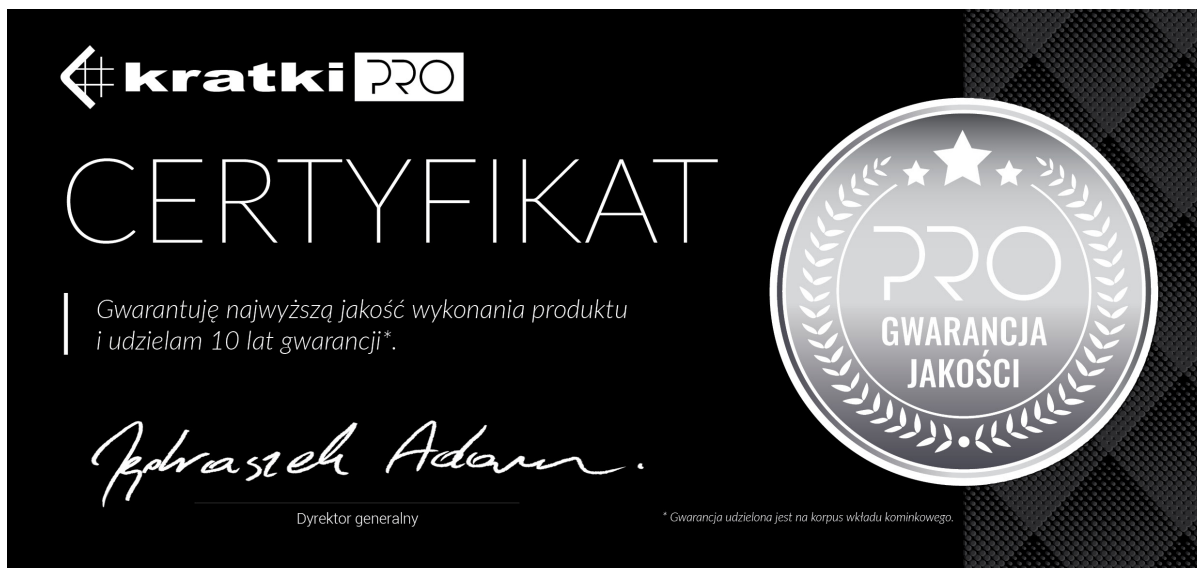 kratki PRO
CERTYFIKAT
Gwarantuję najwyższą jakość wykonania produktu
i udzielam 10 lat gwarancji*.
Jędraszek Adam
Dyrektor generalny
* Gwarancja udzielona jest na korpus wkładu kominkowego.
PRO
GWARANCJA
JAKOŚCI